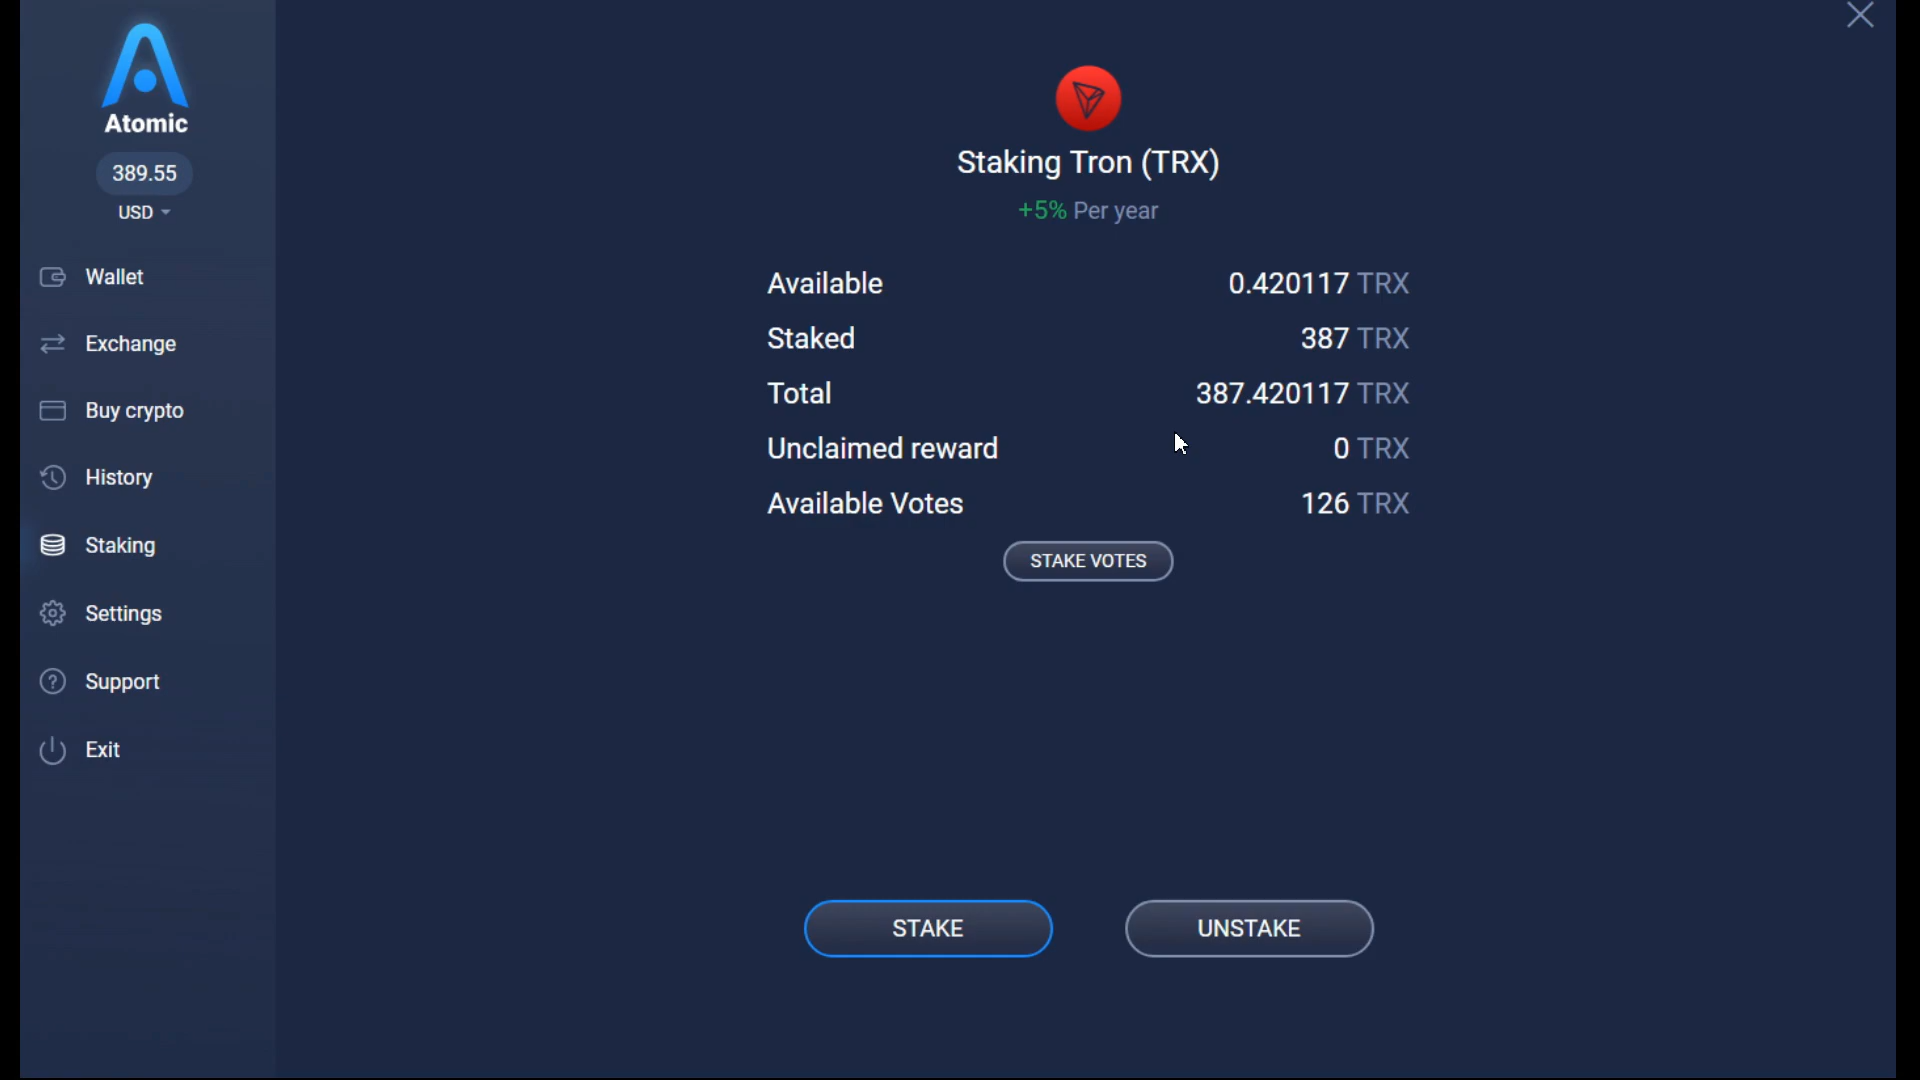 Atomic
389.55
USD
Wallet
Exchange
Buy crypto
History
Staking
Settings
Support
Exit
Staking Tron (TRX)
+5% Per year
Available 0.420117 TRX
Staked 387 TRX
Total 387.420117 TRX
Unclaimed reward 0 TRX
Available Votes 126 TRX
STAKE VOTES
STAKE UNSTAKE